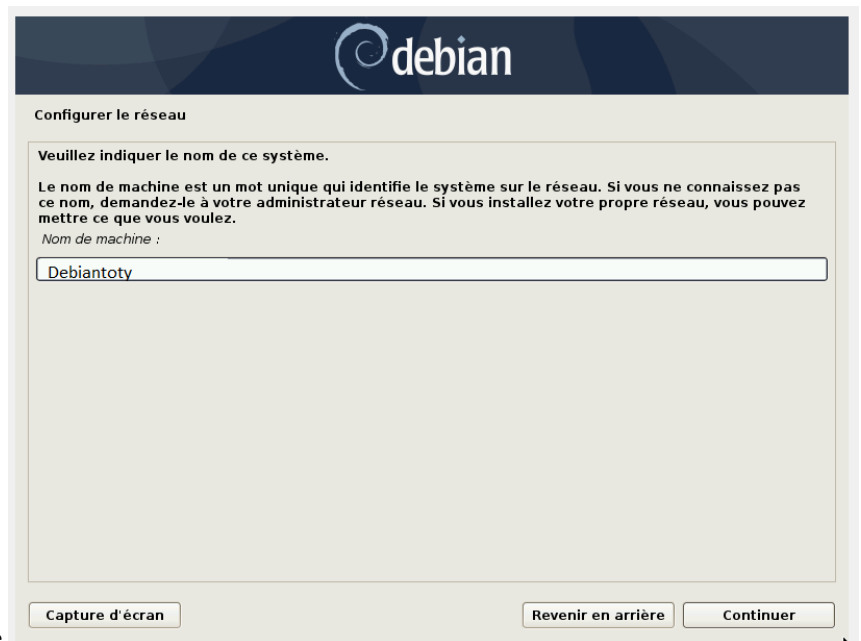 debian
Configurer le réseau
Veuillez indiquer le nom de ce système.
Le nom de machine est un mot unique qui identifie le système sur le réseau. Si vous ne connaissez pas
ce nom, demandez-le à votre administrateur réseau. Si vous installez votre propre réseau, vous pouvez
mettre ce que vous voulez.
Nom de machine :
Debiantoty
Capture d'écran
Revenir en arrière
Continuer